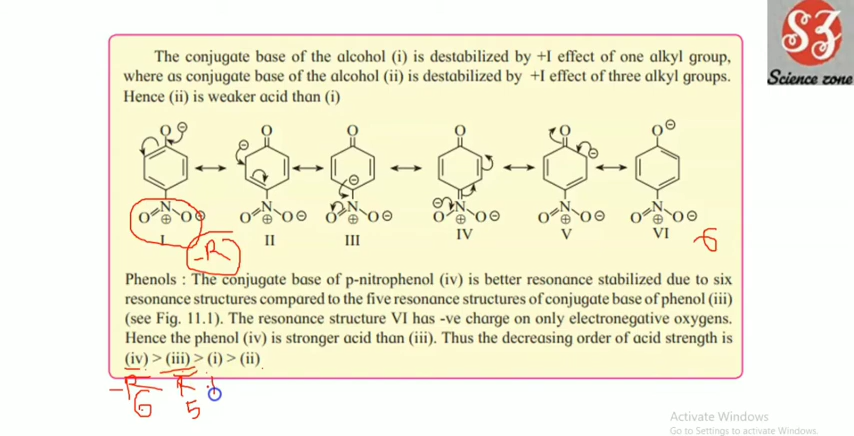 SZ
Science zone
The conjugate base of the alcohol (i) is destabilized by +I effect of one alkyl group,
where as conjugate base of the alcohol (ii) is destabilized by +I effect of three alkyl groups.
Hence (ii) is weaker acid than (i)
O ⊖ O O O O O ⊖
⊖ ⊖ ⊖ ⊖
O N O ⊖ O N O ⊖ O N O ⊖ O N O ⊖ O N O ⊖ O N O ⊖
⊕ ⊕ ⊕ ⊕ ⊕ ⊕
I II III IV V VI
-R 6
Phenols : The conjugate base of p-nitrophenol (iv) is better resonance stabilized due to six
resonance structures compared to the five resonance structures of conjugate base of phenol (iii)
(see Fig. 11.1). The resonance structure VI has -ve charge on only electronegative oxygens.
Hence the phenol (iv) is stronger acid than (iii). Thus the decreasing order of acid strength is
(iv) > (iii) > (i) > (ii)
-R R
6 5
Activate Windows
Go to Settings to activate Windows.